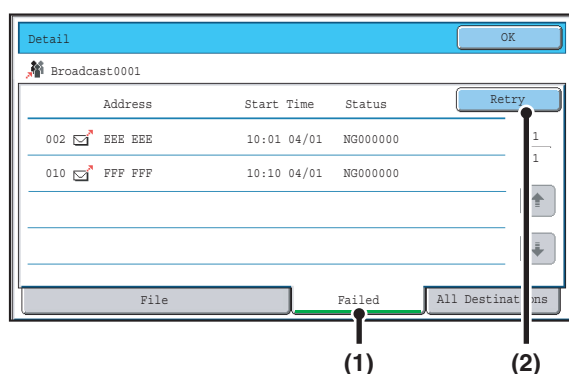 Detail OK
Broadcast0001
Address Start Time Status Retry
002 EEE EEE 10:01 04/01 NG000000 1
1
010 FFF FFF 10:10 04/01 NG000000
File Failed All Destinations
(1) (2)